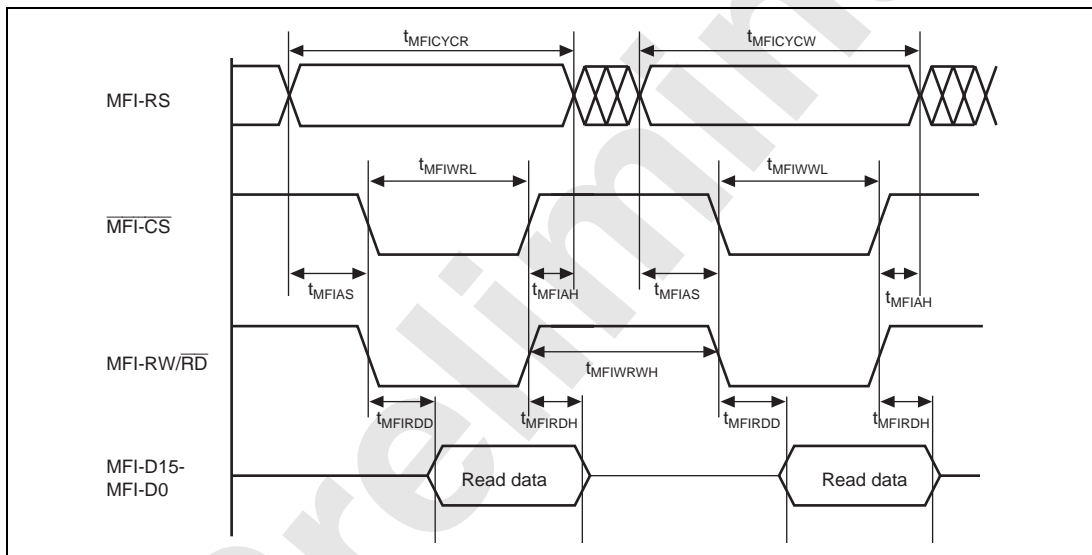 tMFICYCR tMFICYCW
MFI-RS
tMFIWRL tMFIWWL
MFI-CS
tMFIAS tMFIAH tMFIAS tMFIAH
MFI-RW/RD
tMFIWRWH
tMFIRDD tMFIRDH tMFIRDD tMFIRDH
MFI-D15-
MFI-D0
Read data Read data
relimin